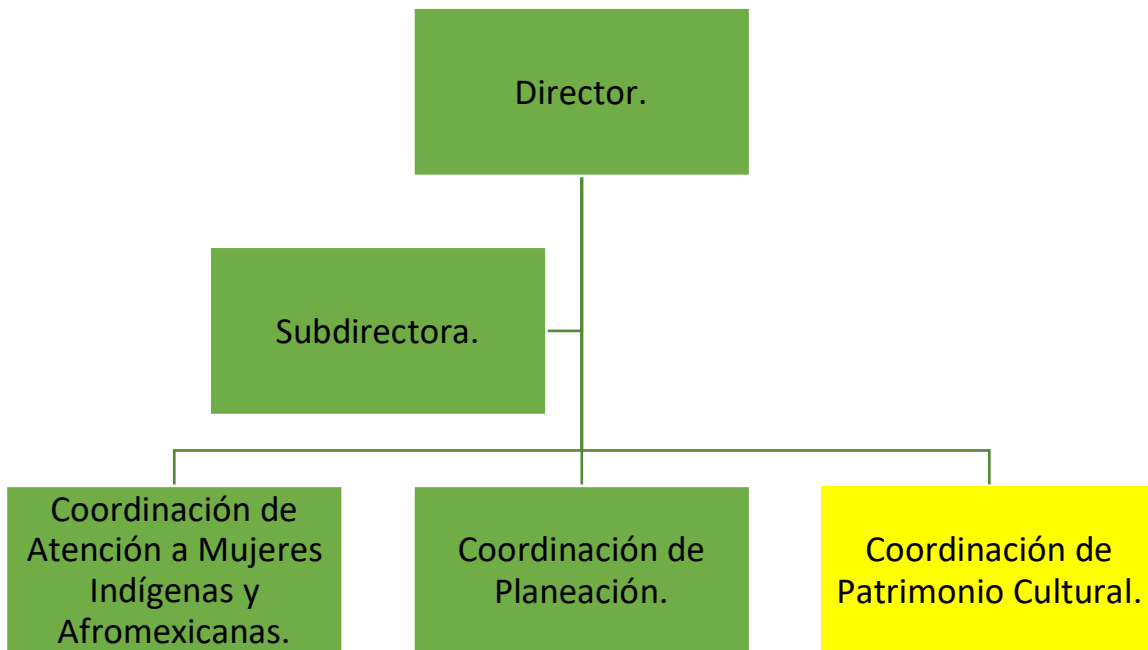 Director.
Subdirectora.
Coordinación de
Atención a Mujeres
Indígenas y
Afromexicanas.
Coordinación de
Planeación.
Coordinación de
Patrimonio Cultural.